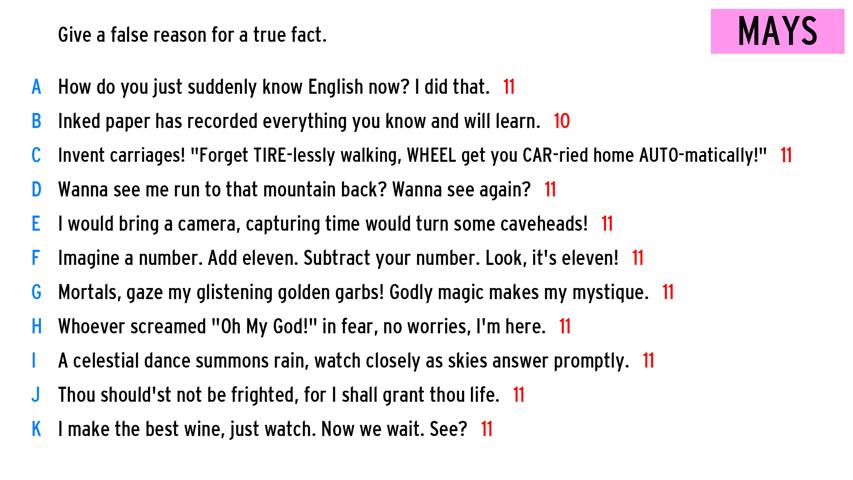 Give a false reason for a true fact.
MAYS
A How do you just suddenly know English now? I did that. 11
B Inked paper has recorded everything you know and will learn. 10
C Invent carriages! "Forget TIRE-lessly walking, WHEEL get you CAR-ried home AUTO-matically!" 11
D Wanna see me run to that mountain back? Wanna see again? 11
E I would bring a camera, capturing time would turn some caveheads! 11
F Imagine a number. Add eleven. Subtract your number. Look, it's eleven! 11
G Mortals, gaze my glistening golden garbs! Godly magic makes my mystique. 11
H Whoever screamed "Oh My God!" in fear, no worries, I'm here. 11
I A celestial dance summons rain, watch closely as skies answer promptly. 11
J Thou should'st not be frighted, for I shall grant thou life. 11
K I make the best wine, just watch. Now we wait. See? 11